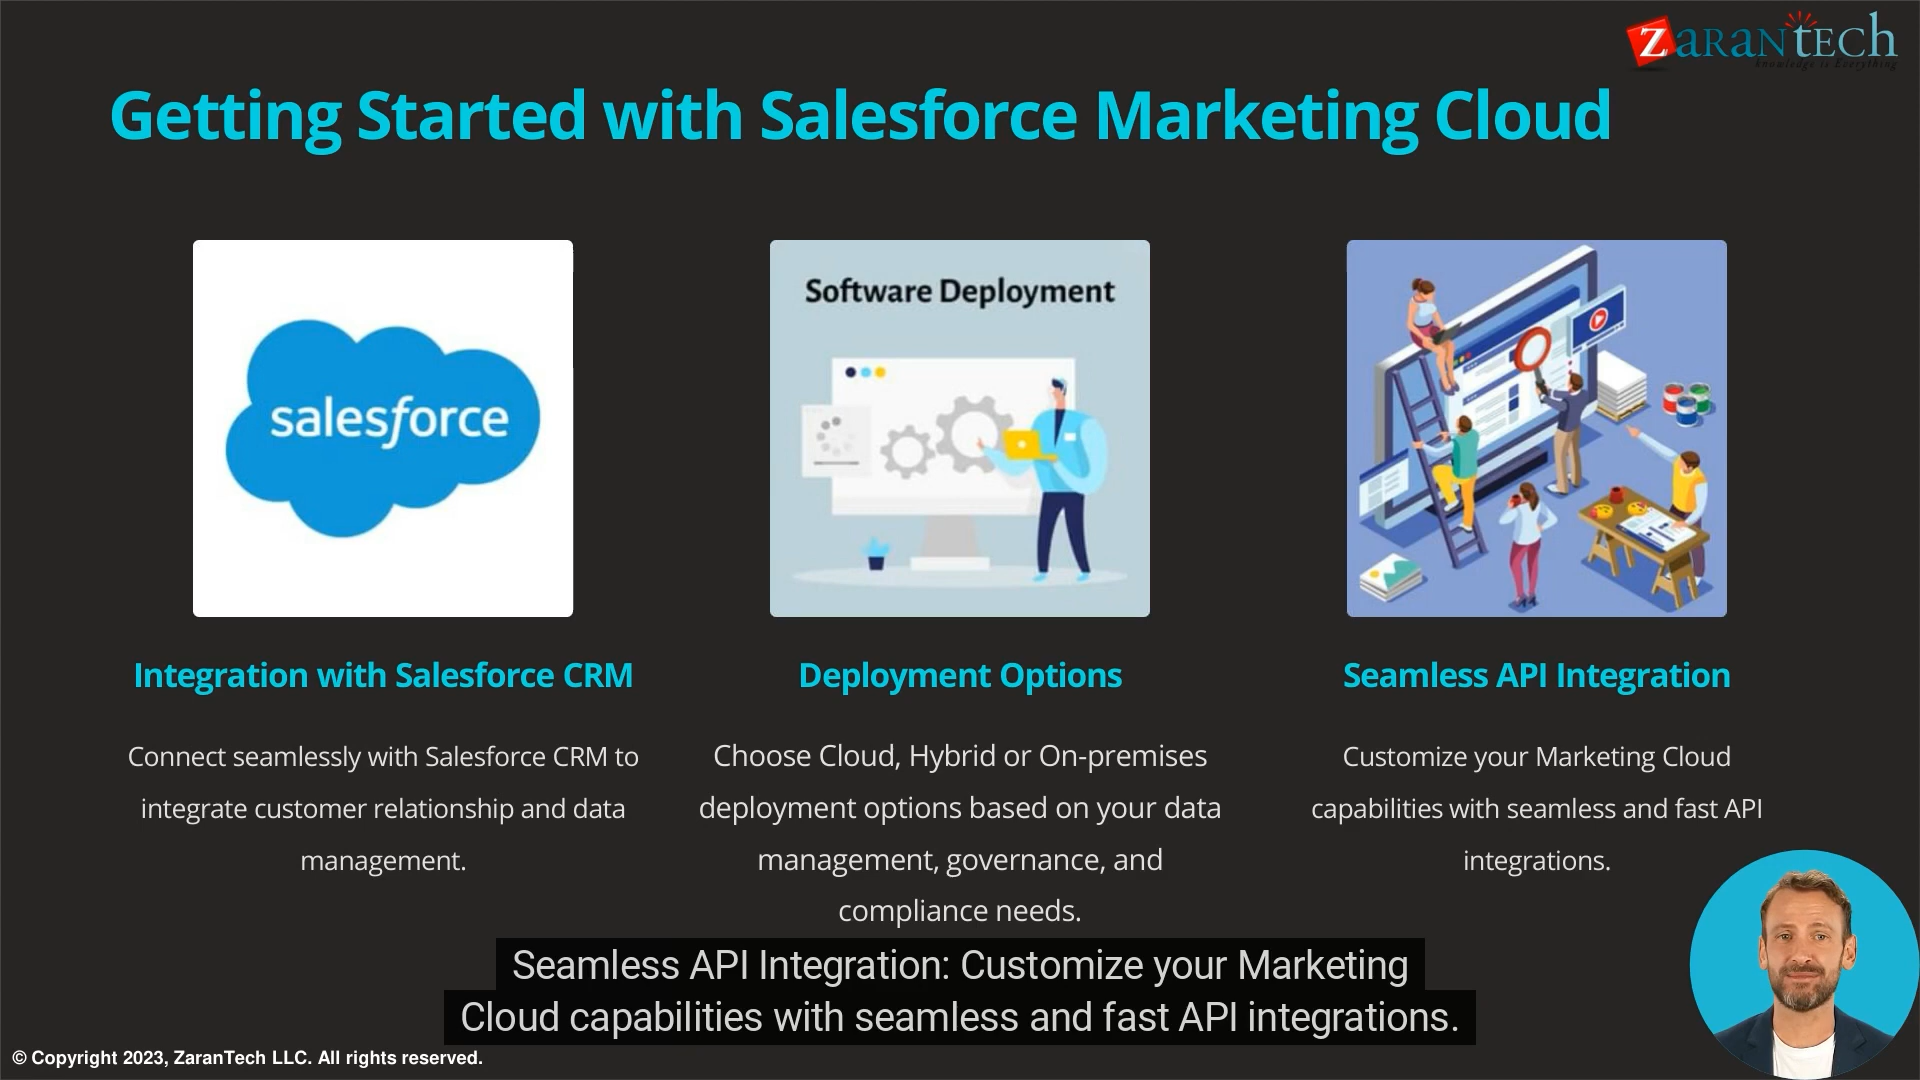 ZaranTech
knowledge is Everything
Getting Started with Salesforce Marketing Cloud
salesforce
Software Deployment
Integration with Salesforce CRM
Connect seamlessly with Salesforce CRM to
integrate customer relationship and data
management.
Deployment Options
Choose Cloud, Hybrid or On-premises
deployment options based on your data
management, governance, and
compliance needs.
Seamless API Integration
Customize your Marketing Cloud
capabilities with seamless and fast API
integrations.
Seamless API Integration: Customize your Marketing
Cloud capabilities with seamless and fast API integrations.
© Copyright 2023, ZaranTech LLC. All rights reserved.